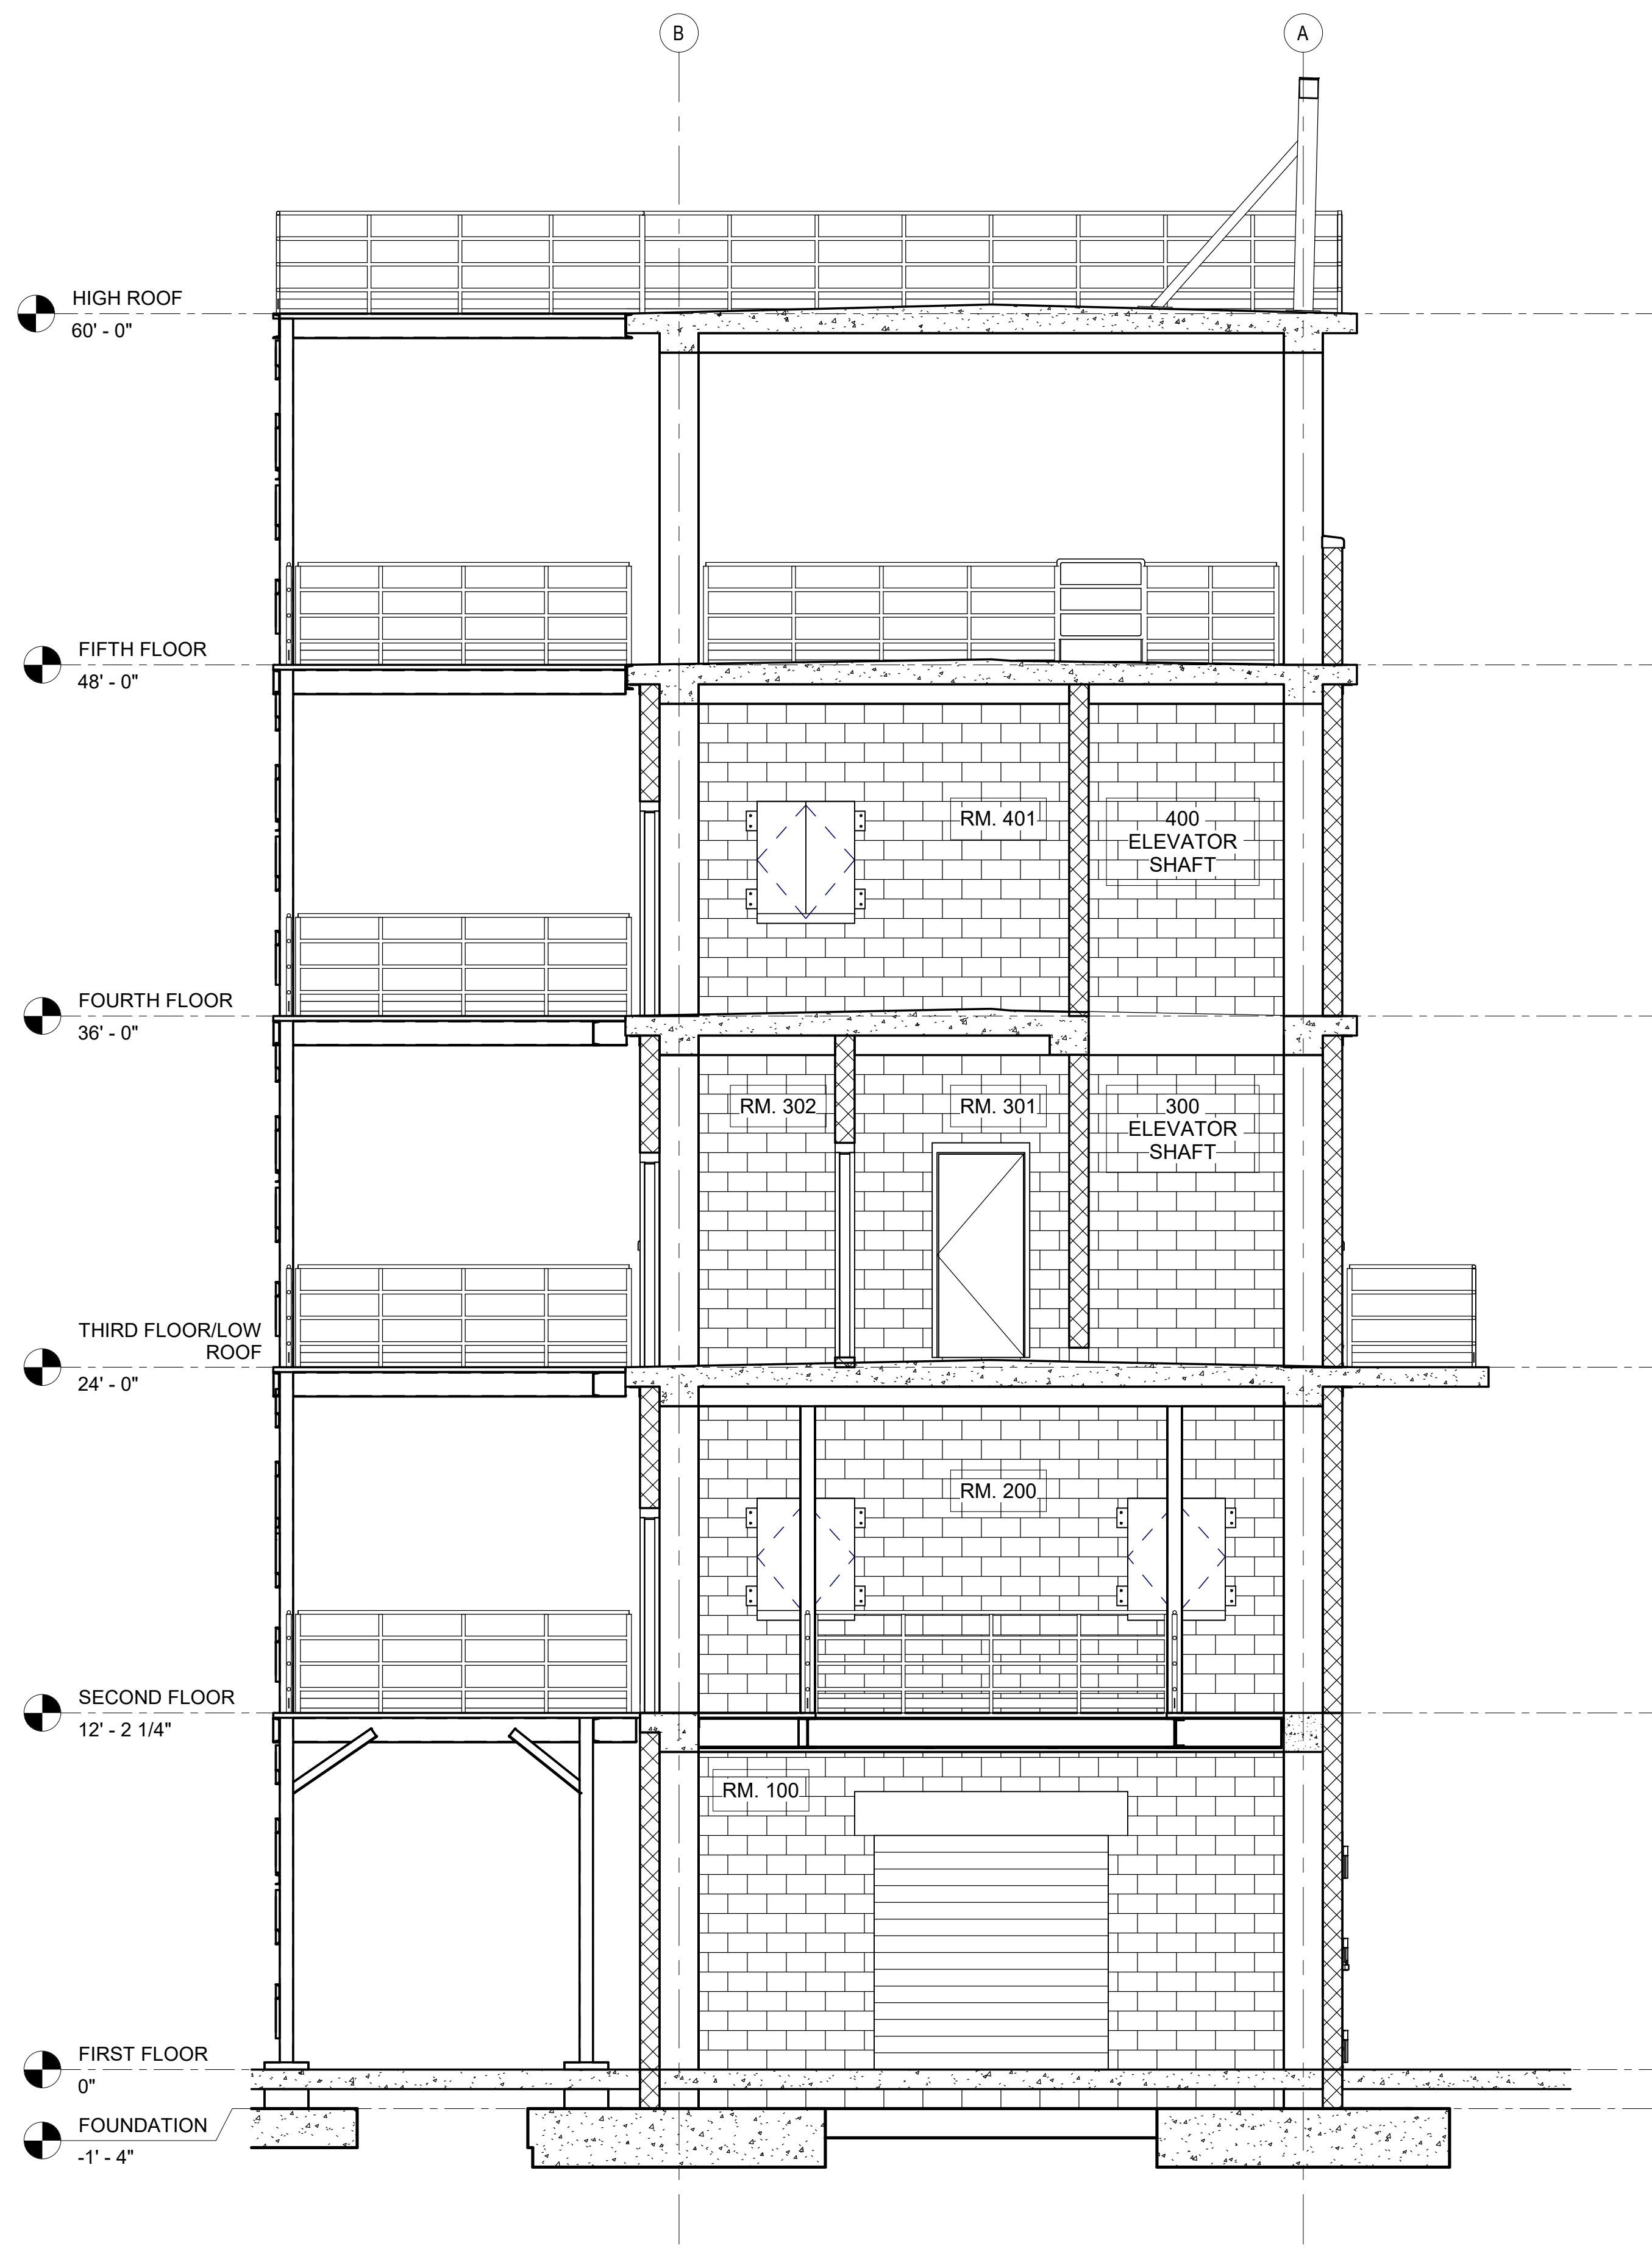 B
A
HIGH ROOF
60' - 0"
FIFTH FLOOR
48' - 0"
RM. 401
400
ELEVATOR
SHAFT
FOURTH FLOOR
36' - 0"
RM. 302
RM. 301
300
ELEVATOR
SHAFT
THIRD FLOOR/LOW
ROOF
24' - 0"
RM. 200
SECOND FLOOR
12' - 2 1/4"
RM. 100
FIRST FLOOR
0"
FOUNDATION
-1' - 4"